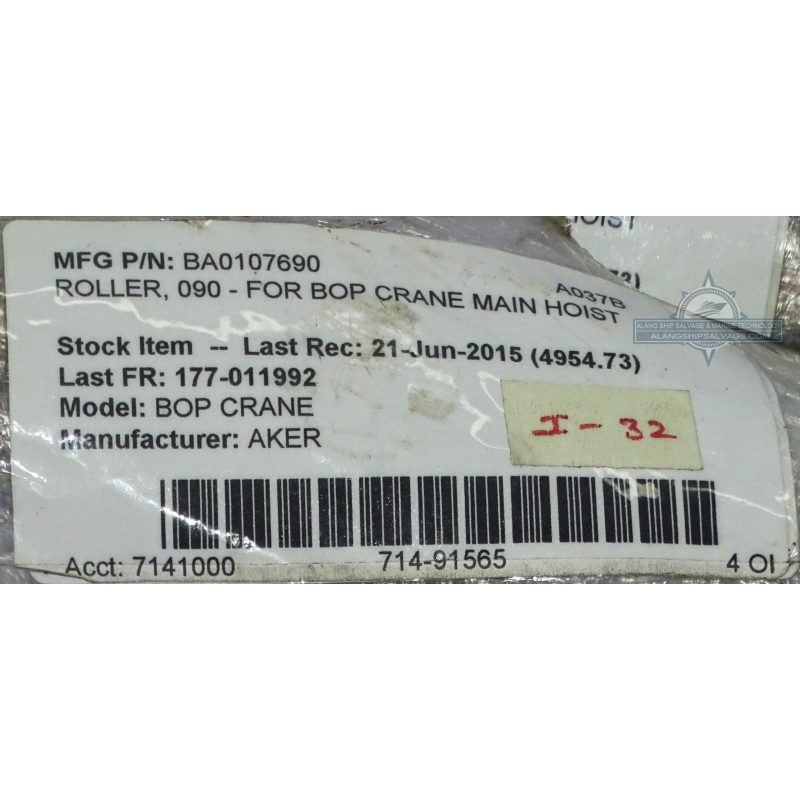 HOIST
MFG P/N: BA0107690
A037B
ROLLER, 090 - FOR BOP CRANE MAIN HOIST
ALANG SHIP SALVAGE & MARINE TECHNOLOGY
ALANGSHIPSALVAGE.COM
Stock Item -- Last Rec: 21-Jun-2015 (4954.73)
Last FR: 177-011992
Model: BOP CRANE
Manufacturer: AKER
I - 32
Acct: 7141000 714-91565 4 OI